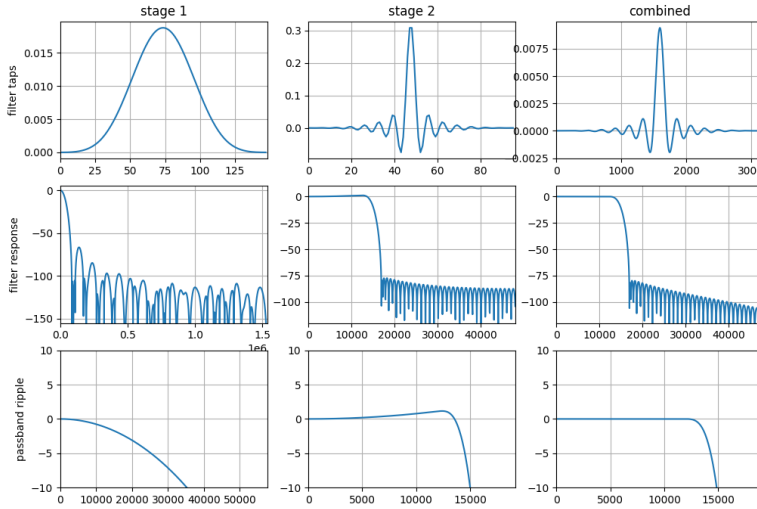 stage 1
stage 2
combined
filter taps
0.015
0.010
0.005
0.000
0 25 50 75 100 125
0.3
0.2
0.1
0.0
0 20 40 60 80
0.0075
0.0050
0.0025
0.0000
0.0025
0 1000 2000 3000
filter response
0
−50
−100
−150
0.0 0.5 1.0 1.5
1e6
0
−25
−50
−75
−100
0 10000 20000 30000 40000
0
−25
−50
−75
−100
0 10000 20000 30000 40000
passband ripple
10
5
0
−5
−10
0 10000 20000 30000 40000 50000
10
5
0
−5
−10
0 5000 10000 15000
10
5
0
−5
−10
0 5000 10000 15000